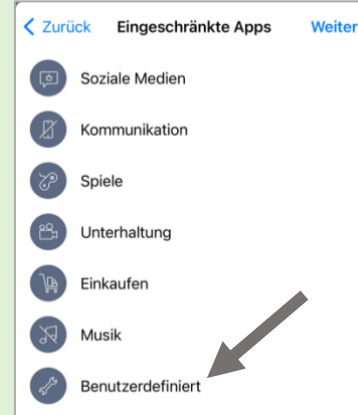 Zurück Eingeschränkte Apps Weiter
Soziale Medien
Kommunikation
Spiele
Unterhaltung
Einkaufen
Musik
Benutzerdefiniert